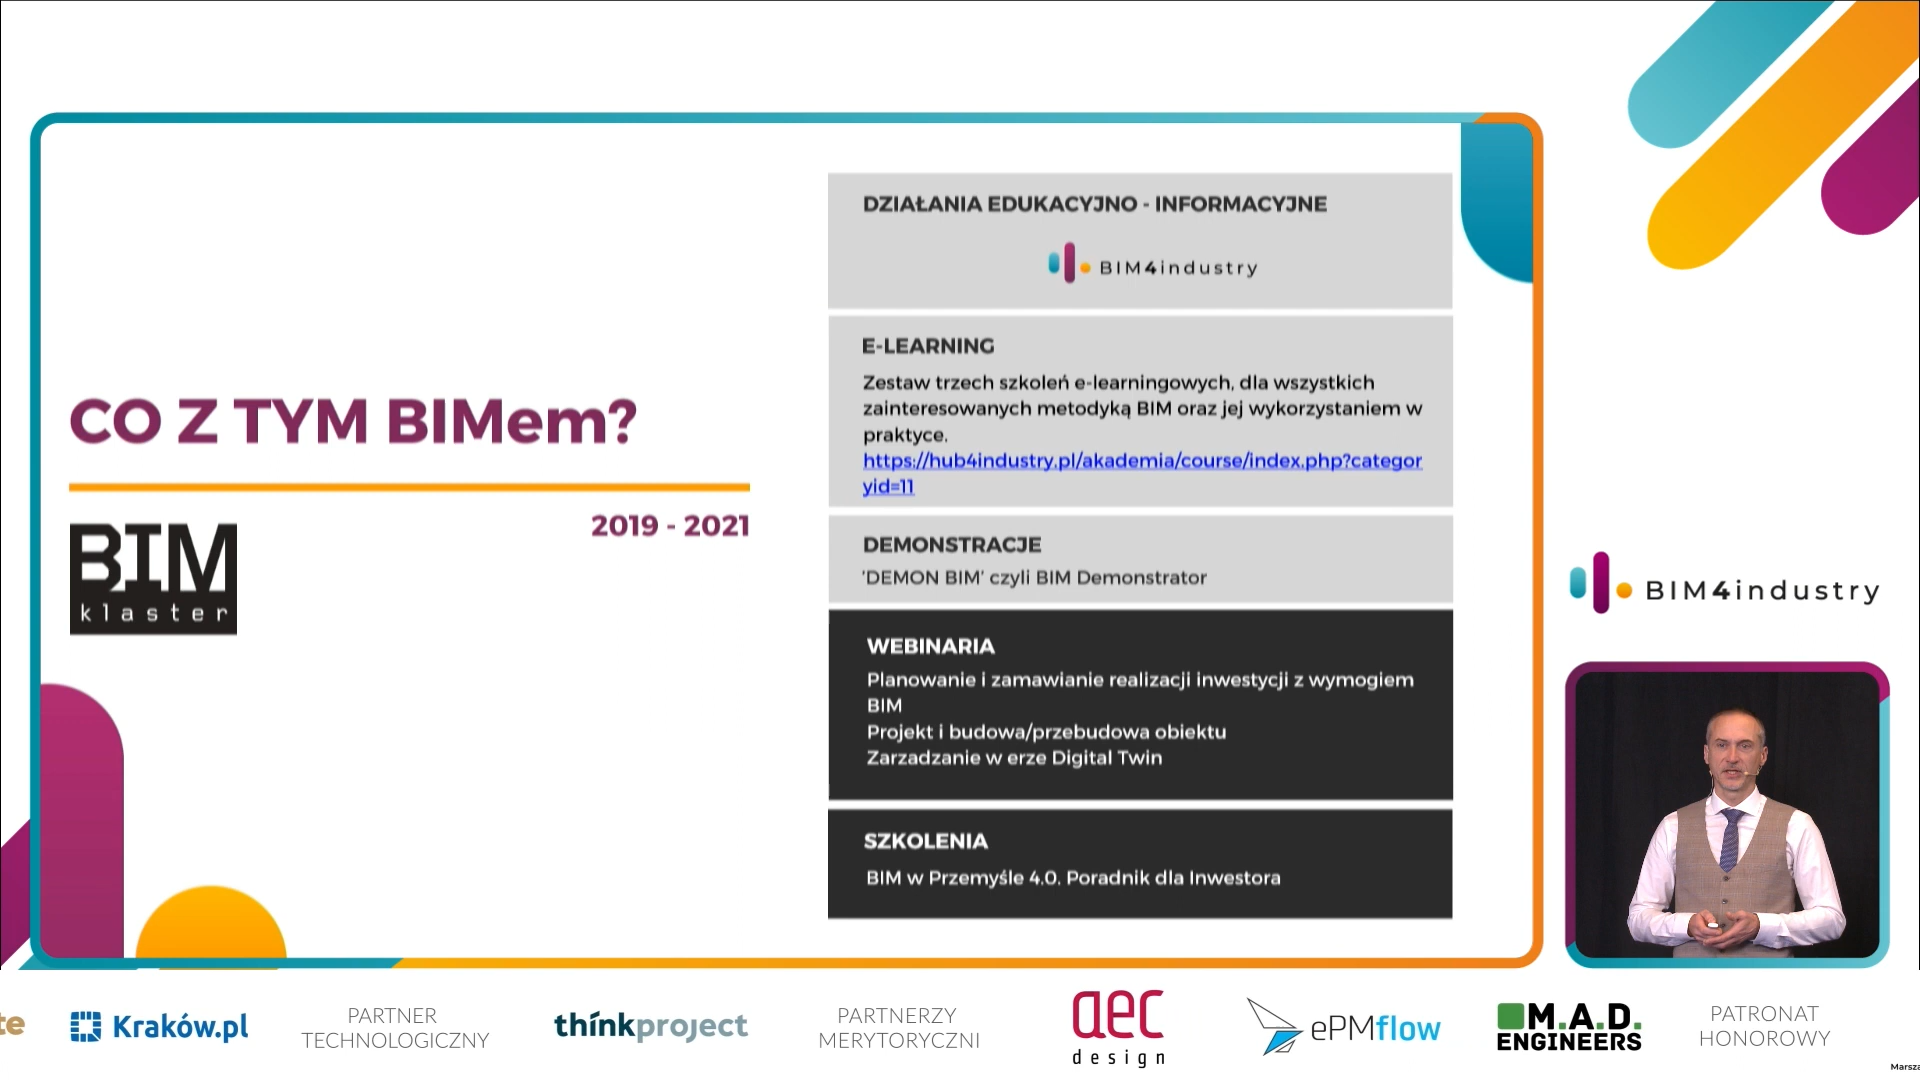 CO Z TYM BIMem?
2019 - 2021
BIM
klaster
DZIAŁANIA EDUKACYJNO - INFORMACYJNE
BIM4industry
E-LEARNING
Zestaw trzech szkoleń e-learningowych, dla wszystkich
zainteresowanych metodyką BIM oraz jej wykorzystaniem w
praktyce.
https://hub4industry.pl/akademia/course/index.php?categor
yid=11
DEMONSTRACJE
'DEMON BIM' czyli BIM Demonstrator
WEBINARIA
Planowanie i zamawianie realizacji inwestycji z wymogiem
BIM
Projekt i budowa/przebudowa obiektu
Zarzadzanie w erze Digital Twin
SZKOLENIA
BIM w Przemyśle 4.0. Poradnik dla Inwestora
BIM4industry
te
Kraków.pl
PARTNER
TECHNOLOGICZNY
thinkproject
PARTNERZY
MERYTORYCZNI
aec
design
ePMflow
M.A.D.
ENGINEERS
PATRONAT
HONOROWY
Marsza